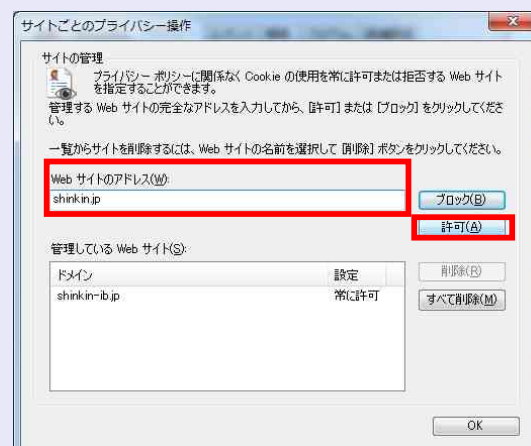 サイトごとのプライバシー操作
サイトの管理
プライバシー ポリシーに関係なく Cookie の使用を常に許可または拒否する Web サイト
を指定することができます。
管理する Web サイトの完全なアドレスを入力してから、[許可] または [ブロック] をクリックしてくださ
い。
一覧からサイトを削除するには、Web サイトの名前を選択して [削除] ボタンをクリックしてください。
Web サイトのアドレス(W):
shinkin.jp
ブロック(B)
許可(A)
管理している Web サイト(S):
ドメイン 設定
削除(R)
shinkin-ib.jp 常に許可
すべて削除(M)
OK